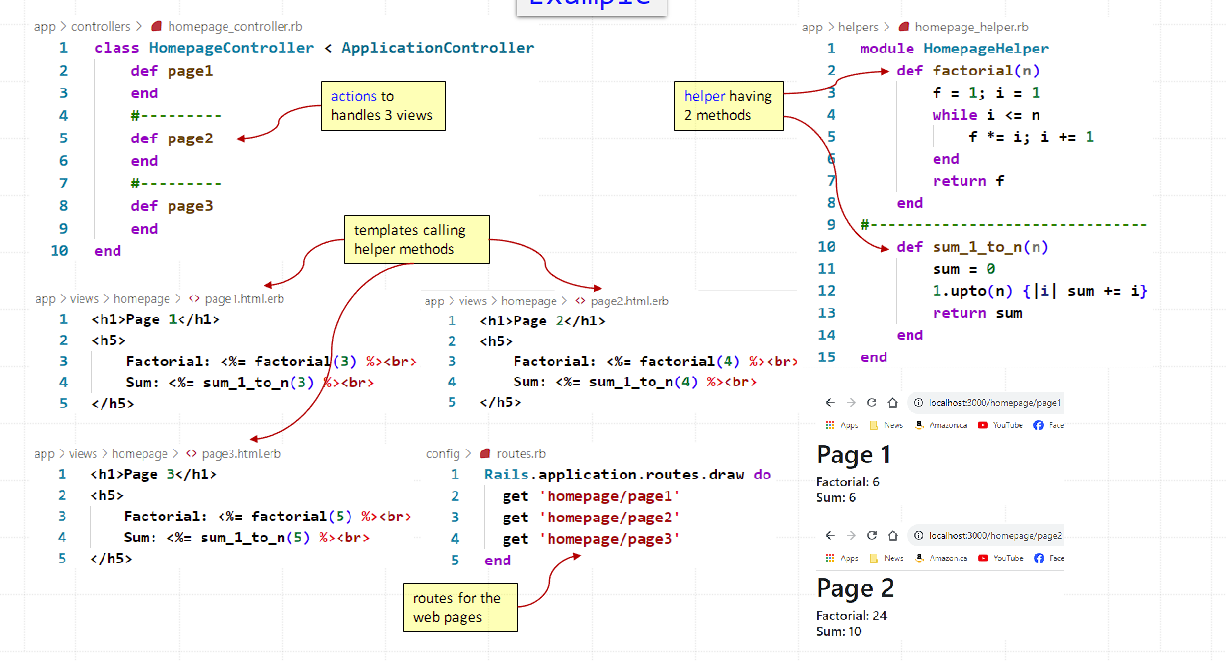 Example
app > controllers > homepage_controller.rb
1 class HomepageController < ApplicationController
2 def page1
3 end
4 #---------
5 def page2
6 end
7 #---------
8 def page3
9 end
10 end
actions to
handles 3 views
helper having
2 methods
app > helpers > homepage_helper.rb
1 module HomepageHelper
2 def factorial(n)
3 f = 1; i = 1
4 while i <= n
5 f *= i; i += 1
6 end
7 return f
8 end
9 #-------------------------------
10 def sum_1_to_n(n)
11 sum = 0
12 1.upto(n) {|i| sum += i}
13 return sum
14 end
15 end
templates calling
helper methods
app > views > homepage > <> page1.html.erb
1 <h1>Page 1</h1>
2 <h5>
3 Factorial: <%= factorial(3) %><br>
4 Sum: <%= sum_1_to_n(3) %><br>
5 </h5>
app > views > homepage > <> page2.html.erb
1 <h1>Page 2</h1>
2 <h5>
3 Factorial: <%= factorial(4) %><br>
4 Sum: <%= sum_1_to_n(4) %><br>
5 </h5>
app > views > homepage > <> page3.html.erb
1 <h1>Page 3</h1>
2 <h5>
3 Factorial: <%= factorial(5) %><br>
4 Sum: <%= sum_1_to_n(5) %><br>
5 </h5>
config > routes.rb
1 Rails.application.routes.draw do
2 get 'homepage/page1'
3 get 'homepage/page2'
4 get 'homepage/page3'
5 end
routes for the
web pages
localhost:3000/homepage/page1
Apps News Amazon.ca YouTube Face
Page 1
Factorial: 6
Sum: 6
localhost:3000/homepage/page2
Apps News Amazon.ca YouTube Face
Page 2
Factorial: 24
Sum: 10